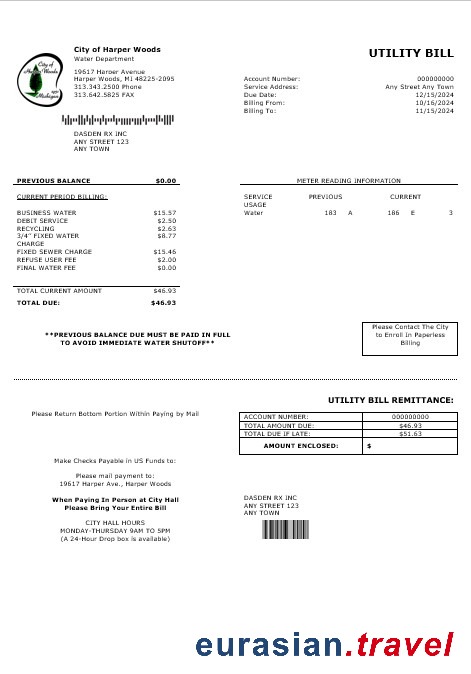 City of Harper Woods
Water Department
19617 Harper Avenue
Harper Woods, MI 48225-2095
313.343.2500 Phone
313.642.5825 FAX
City of
Harper Woods
Michigan
UTILITY BILL
Account Number: 000000000
Service Address: Any Street Any Town
Due Date: 12/15/2024
Billing From: 10/16/2024
Billing To: 11/15/2024
DASDEN RX INC
ANY STREET 123
ANY TOWN
PREVIOUS BALANCE $0.00
CURRENT PERIOD BILLING:
BUSINESS WATER $15.57
DEBIT SERVICE $2.50
RECYCLING $2.63
3/4" FIXED WATER $8.77
CHARGE
FIXED SEWER CHARGE $15.46
REFUSE USER FEE $2.00
FINAL WATER FEE $0.00
TOTAL CURRENT AMOUNT $46.93
TOTAL DUE: $46.93
METER READING INFORMATION
SERVICE PREVIOUS CURRENT
USAGE
Water 183 A 186 E 3
**PREVIOUS BALANCE DUE MUST BE PAID IN FULL
TO AVOID IMMEDIATE WATER SHUTOFF**
Please Contact The City
to Enroll In Paperless
Billing
UTILITY BILL REMITTANCE:
Please Return Bottom Portion Within Paying by Mail
ACCOUNT NUMBER: 000000000
TOTAL AMOUNT DUE: $46.93
TOTAL DUE IF LATE: $51.63
AMOUNT ENCLOSED: $
Make Checks Payable in US Funds to:
Please mail payment to:
19617 Harper Ave., Harper Woods
When Paying In Person at City Hall
Please Bring Your Entire Bill
CITY HALL HOURS
MONDAY-THURSDAY 9AM TO 5PM
(A 24-Hour Drop box is available)
DASDEN RX INC
ANY STREET 123
ANY TOWN
eurasian.travel